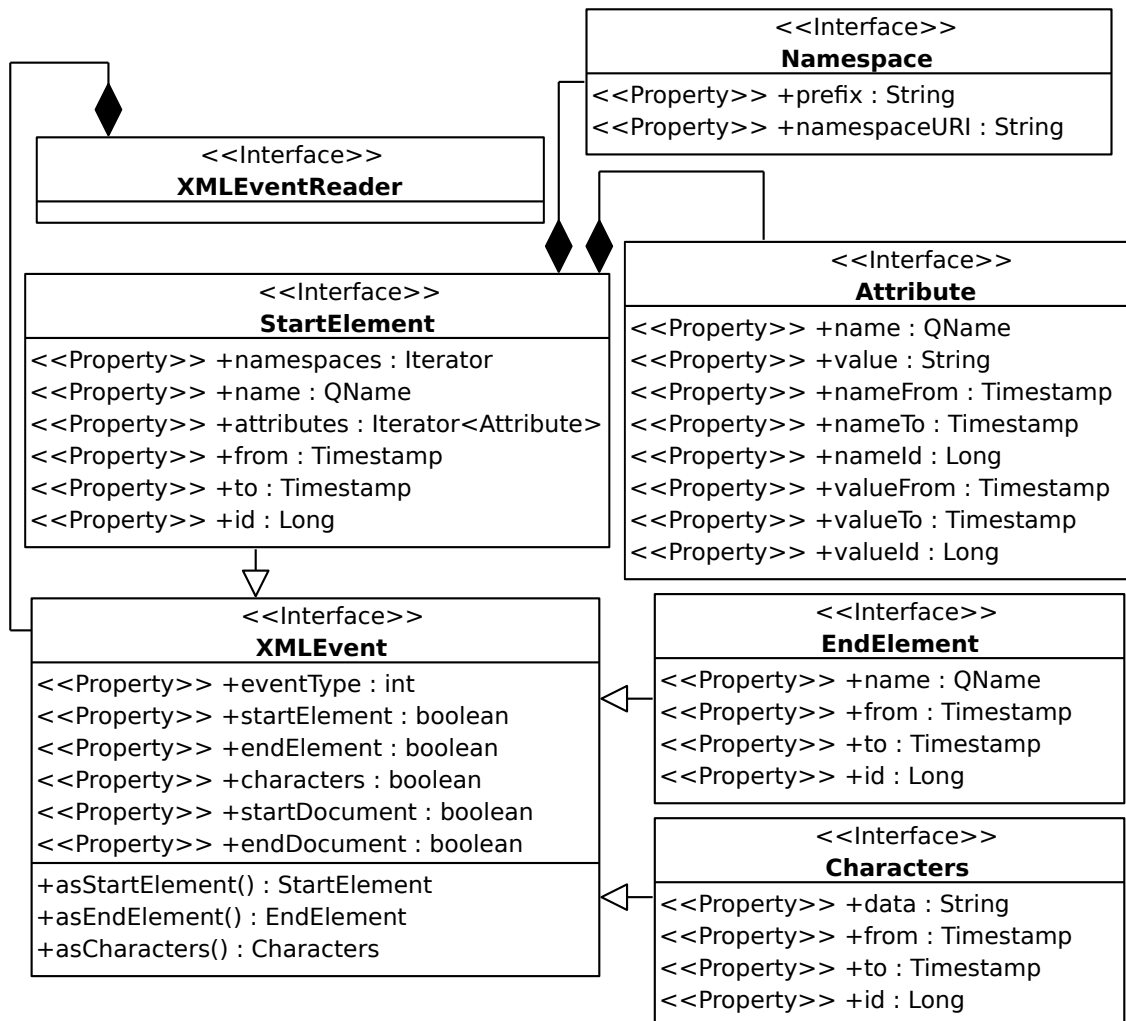 <<Interface>>
Namespace
<<Property>> +prefix : String
<<Property>> +namespaceURI : String
<<Interface>>
XMLEventReader
<<Interface>>
StartElement
<<Property>> +namespaces : Iterator
<<Property>> +name : QName
<<Property>> +attributes : Iterator<Attribute>
<<Property>> +from : Timestamp
<<Property>> +to : Timestamp
<<Property>> +id : Long
<<Interface>>
Attribute
<<Property>> +name : QName
<<Property>> +value : String
<<Property>> +nameFrom : Timestamp
<<Property>> +nameTo : Timestamp
<<Property>> +nameId : Long
<<Property>> +valueFrom : Timestamp
<<Property>> +valueTo : Timestamp
<<Property>> +valueId : Long
<<Interface>>
XMLEvent
<<Property>> +eventType : int
<<Property>> +startElement : boolean
<<Property>> +endElement : boolean
<<Property>> +characters : boolean
<<Property>> +startDocument : boolean
<<Property>> +endDocument : boolean
+asStartElement() : StartElement
+asEndElement() : EndElement
+asCharacters() : Characters
<<Interface>>
EndElement
<<Property>> +name : QName
<<Property>> +from : Timestamp
<<Property>> +to : Timestamp
<<Property>> +id : Long
<<Interface>>
Characters
<<Property>> +data : String
<<Property>> +from : Timestamp
<<Property>> +to : Timestamp
<<Property>> +id : Long